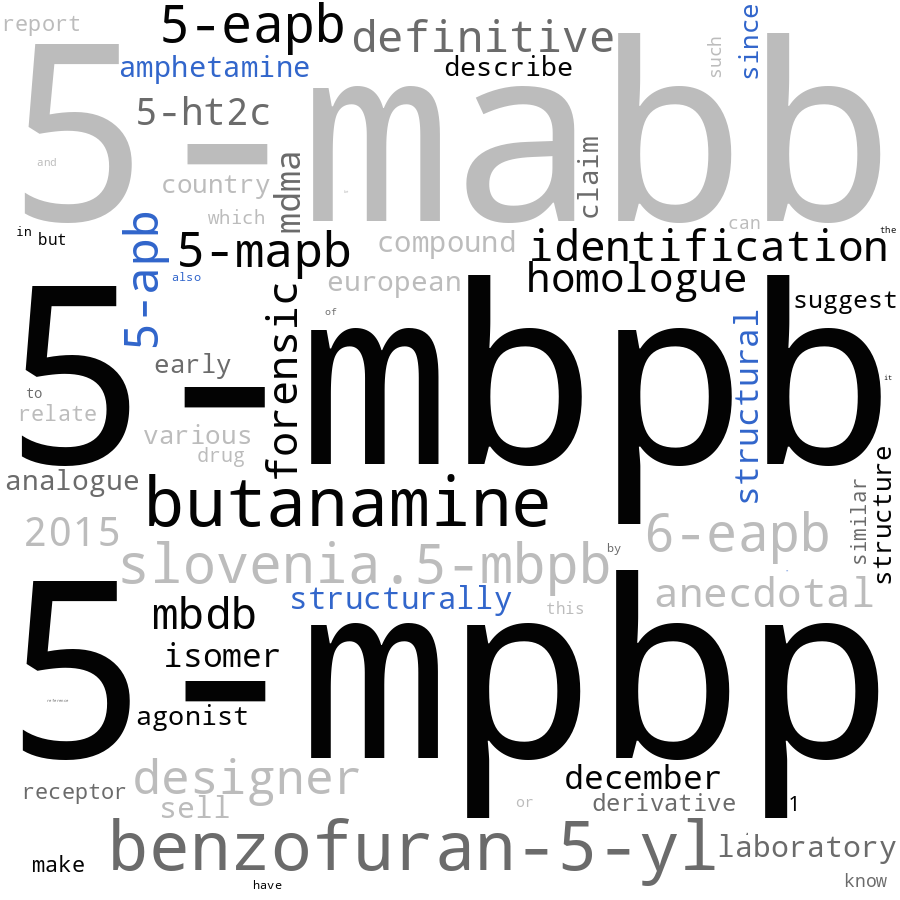 report
5-eapb
definitive
since
such
amphetamine
describe
5-mabb
5-ht2c
claim
mdma
and
country
which
can
in
but
5-apb
5-mapb
compound
identification
the
also
european
homologue
suggest
of
forensic
structural
5-mbpb
early
it
to
relate
various
drug
analogue
butanamine
structure
similar
2015
slovenia.5-mbpb
by
6-eapb
structurally
this
anecdotal
mbdb
5-mpbp
isomer
reference
agonist
receptor
designer
december
sell
or
derivative
1
benzofuran-5-yl
laboratory
make
have
know